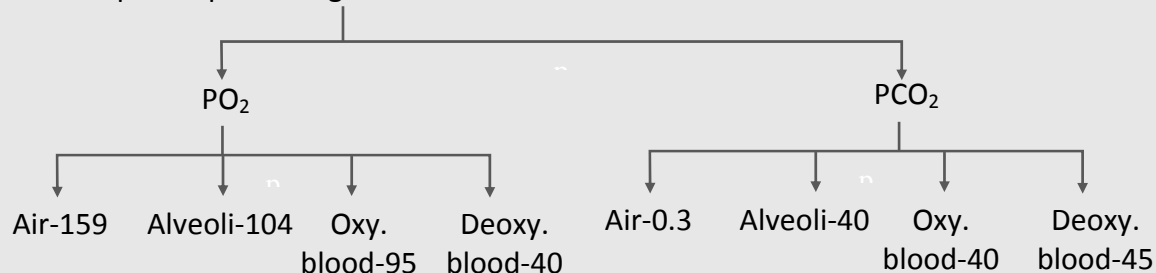 PO₂
PCO₂
Air-159
Alveoli-104
Oxy.
blood-95
Deoxy.
blood-40
Air-0.3
Alveoli-40
Oxy.
blood-40
Deoxy.
blood-45